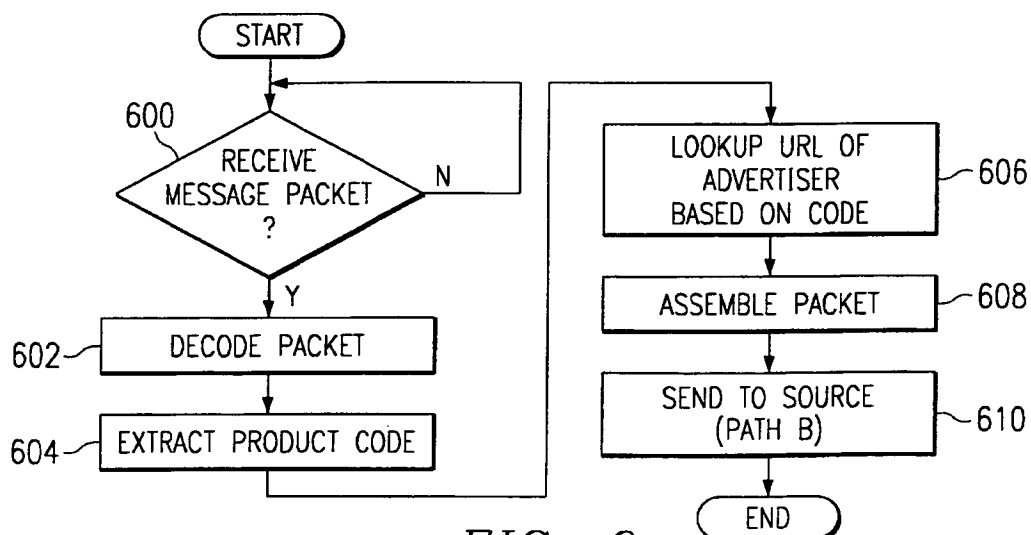 START
600
RECEIVE
MESSAGE PACKET
?
N
Y
602
DECODE PACKET
604
EXTRACT PRODUCT CODE
LOOKUP URL OF
ADVERTISER
BASED ON CODE
606
ASSEMBLE PACKET
608
SEND TO SOURCE
(PATH B)
610
END